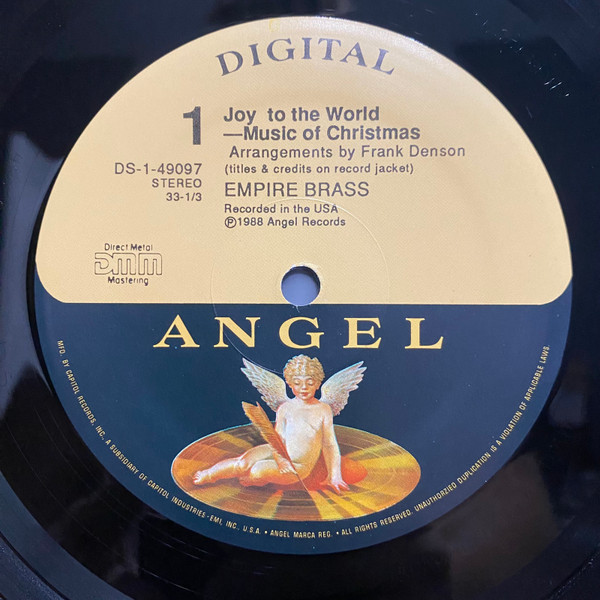 DIGITAL
1
Joy to the World
—Music of Christmas
Arrangements by Frank Denson
(titles & credits on record jacket)
DS-1-49097
STEREO
33-1/3
EMPIRE BRASS
Recorded in the USA
℗1988 Angel Records
Direct Metal
DMM
Mastering
ANGEL
MFD. BY CAPITOL RECORDS, INC., A SUBSIDIARY OF CAPITOL INDUSTRIES-EMI, INC. U.S.A. • ANGEL MARCA REG. • ALL RIGHTS RESERVED. UNAUTHORZIED DUPLICATION IS A VIOLATION OF APPLICABLE LAWS.